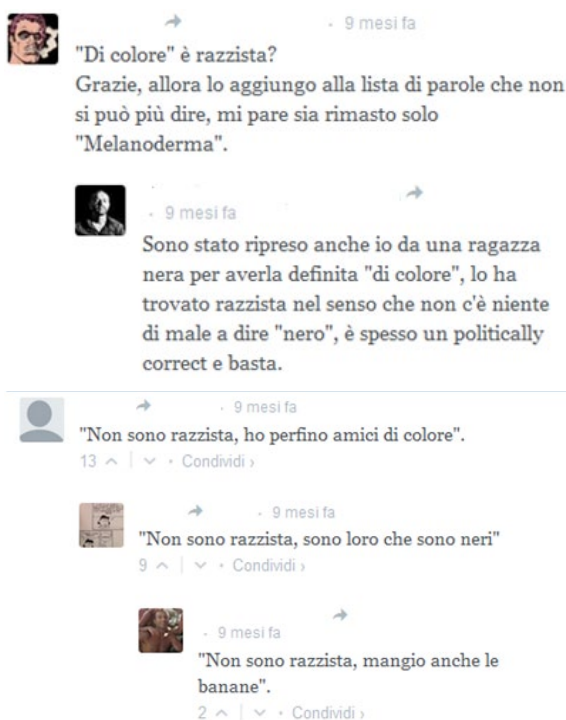 · 9 mesi fa
"Di colore" è razzista?
Grazie, allora lo aggiungo alla lista di parole che non
si può più dire, mi pare sia rimasto solo
"Melanoderma".
· 9 mesi fa
Sono stato ripreso anche io da una ragazza
nera per averla definita "di colore", lo ha
trovato razzista nel senso che non c'è niente
di male a dire "nero", è spesso un politically
correct e basta.
· 9 mesi fa
"Non sono razzista, ho perfino amici di colore".
13 · Condividi ›
· 9 mesi fa
"Non sono razzista, sono loro che sono neri"
9 · Condividi ›
· 9 mesi fa
"Non sono razzista, mangio anche le
banane".
2 · Condividi ›